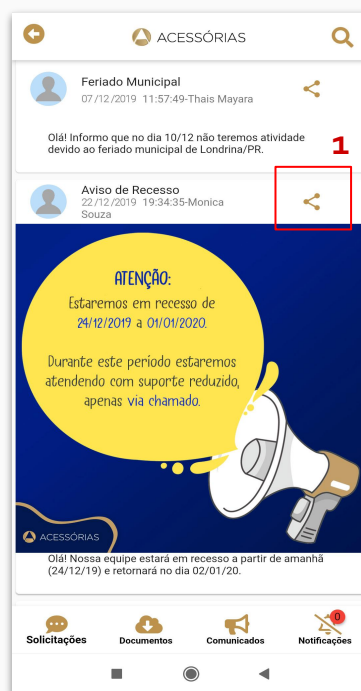 ACESSÓRIAS
Feriado Municipal
07/12/2019 11:57:49-Thais Mayara
Olá! Informo que no dia 10/12 não teremos atividade
devido ao feriado municipal de Londrina/PR.
1
Aviso de Recesso
22/12/2019 19:34:35-Monica
Souza
ATENÇÃO:
Estaremos em recesso de
24/12/2019 a 01/01/2020.
Durante este período estaremos
atendendo com suporte reduzido,
apenas via chamado.
ACESSÓRIAS
Olá! Nossa equipe estará em recesso a partir de amanhã
(24/12/19) e retornará no dia 02/01/20.
0
Solicitações
Documentos
Comunicados
Notificações